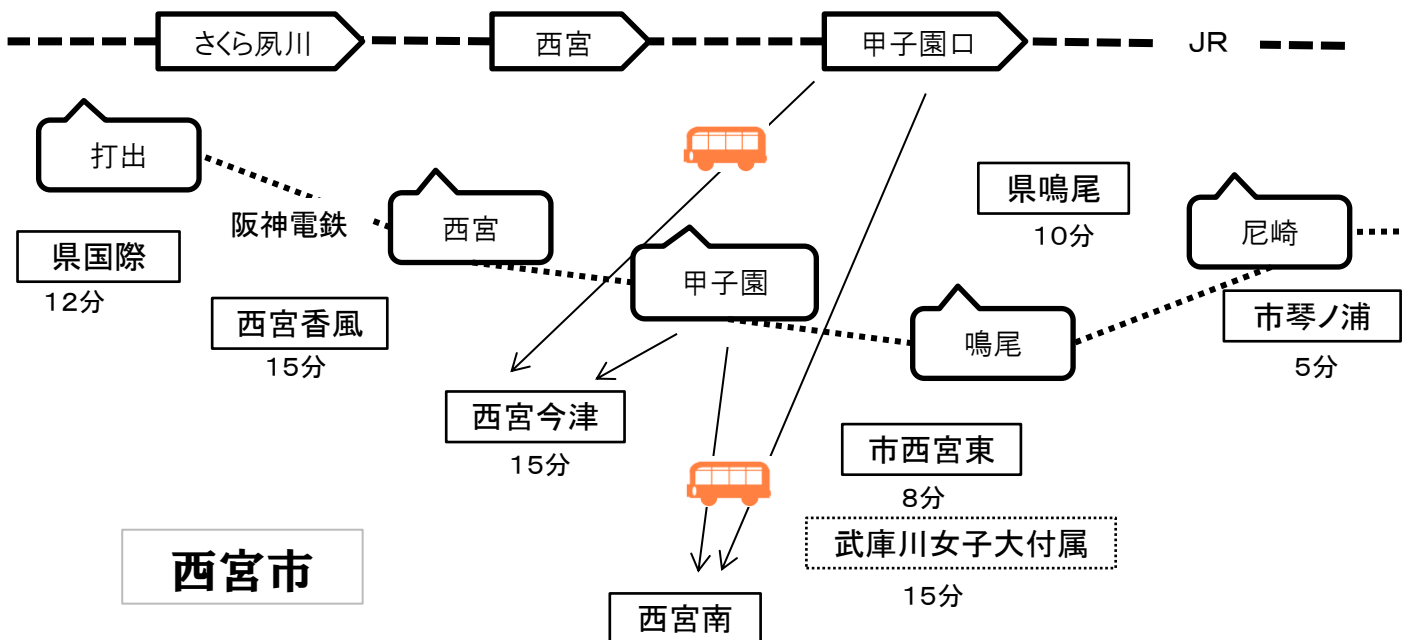 さくら夙川
西宮
甲子園口
JR
打出
阪神電鉄
西宮
県鳴尾
10分
尼崎
県国際
12分
甲子園
西宮香風
15分
鳴尾
市琴ノ浦
5分
西宮今津
15分
市西宮東
8分
武庫川女子大付属
15分
西宮市
西宮南